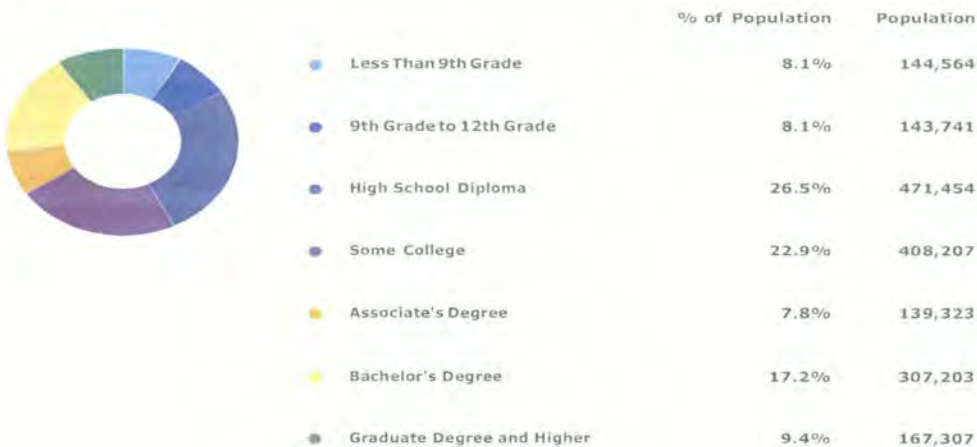 % of Population Population
Less Than 9th Grade 8.1% 144,564
9th Grade to 12th Grade 8.1% 143,741
High School Diploma 26.5% 471,454
Some College 22.9% 408,207
Associate's Degree 7.8% 139,323
Bachelor's Degree 17.2% 307,203
Graduate Degree and Higher 9.4% 167,307